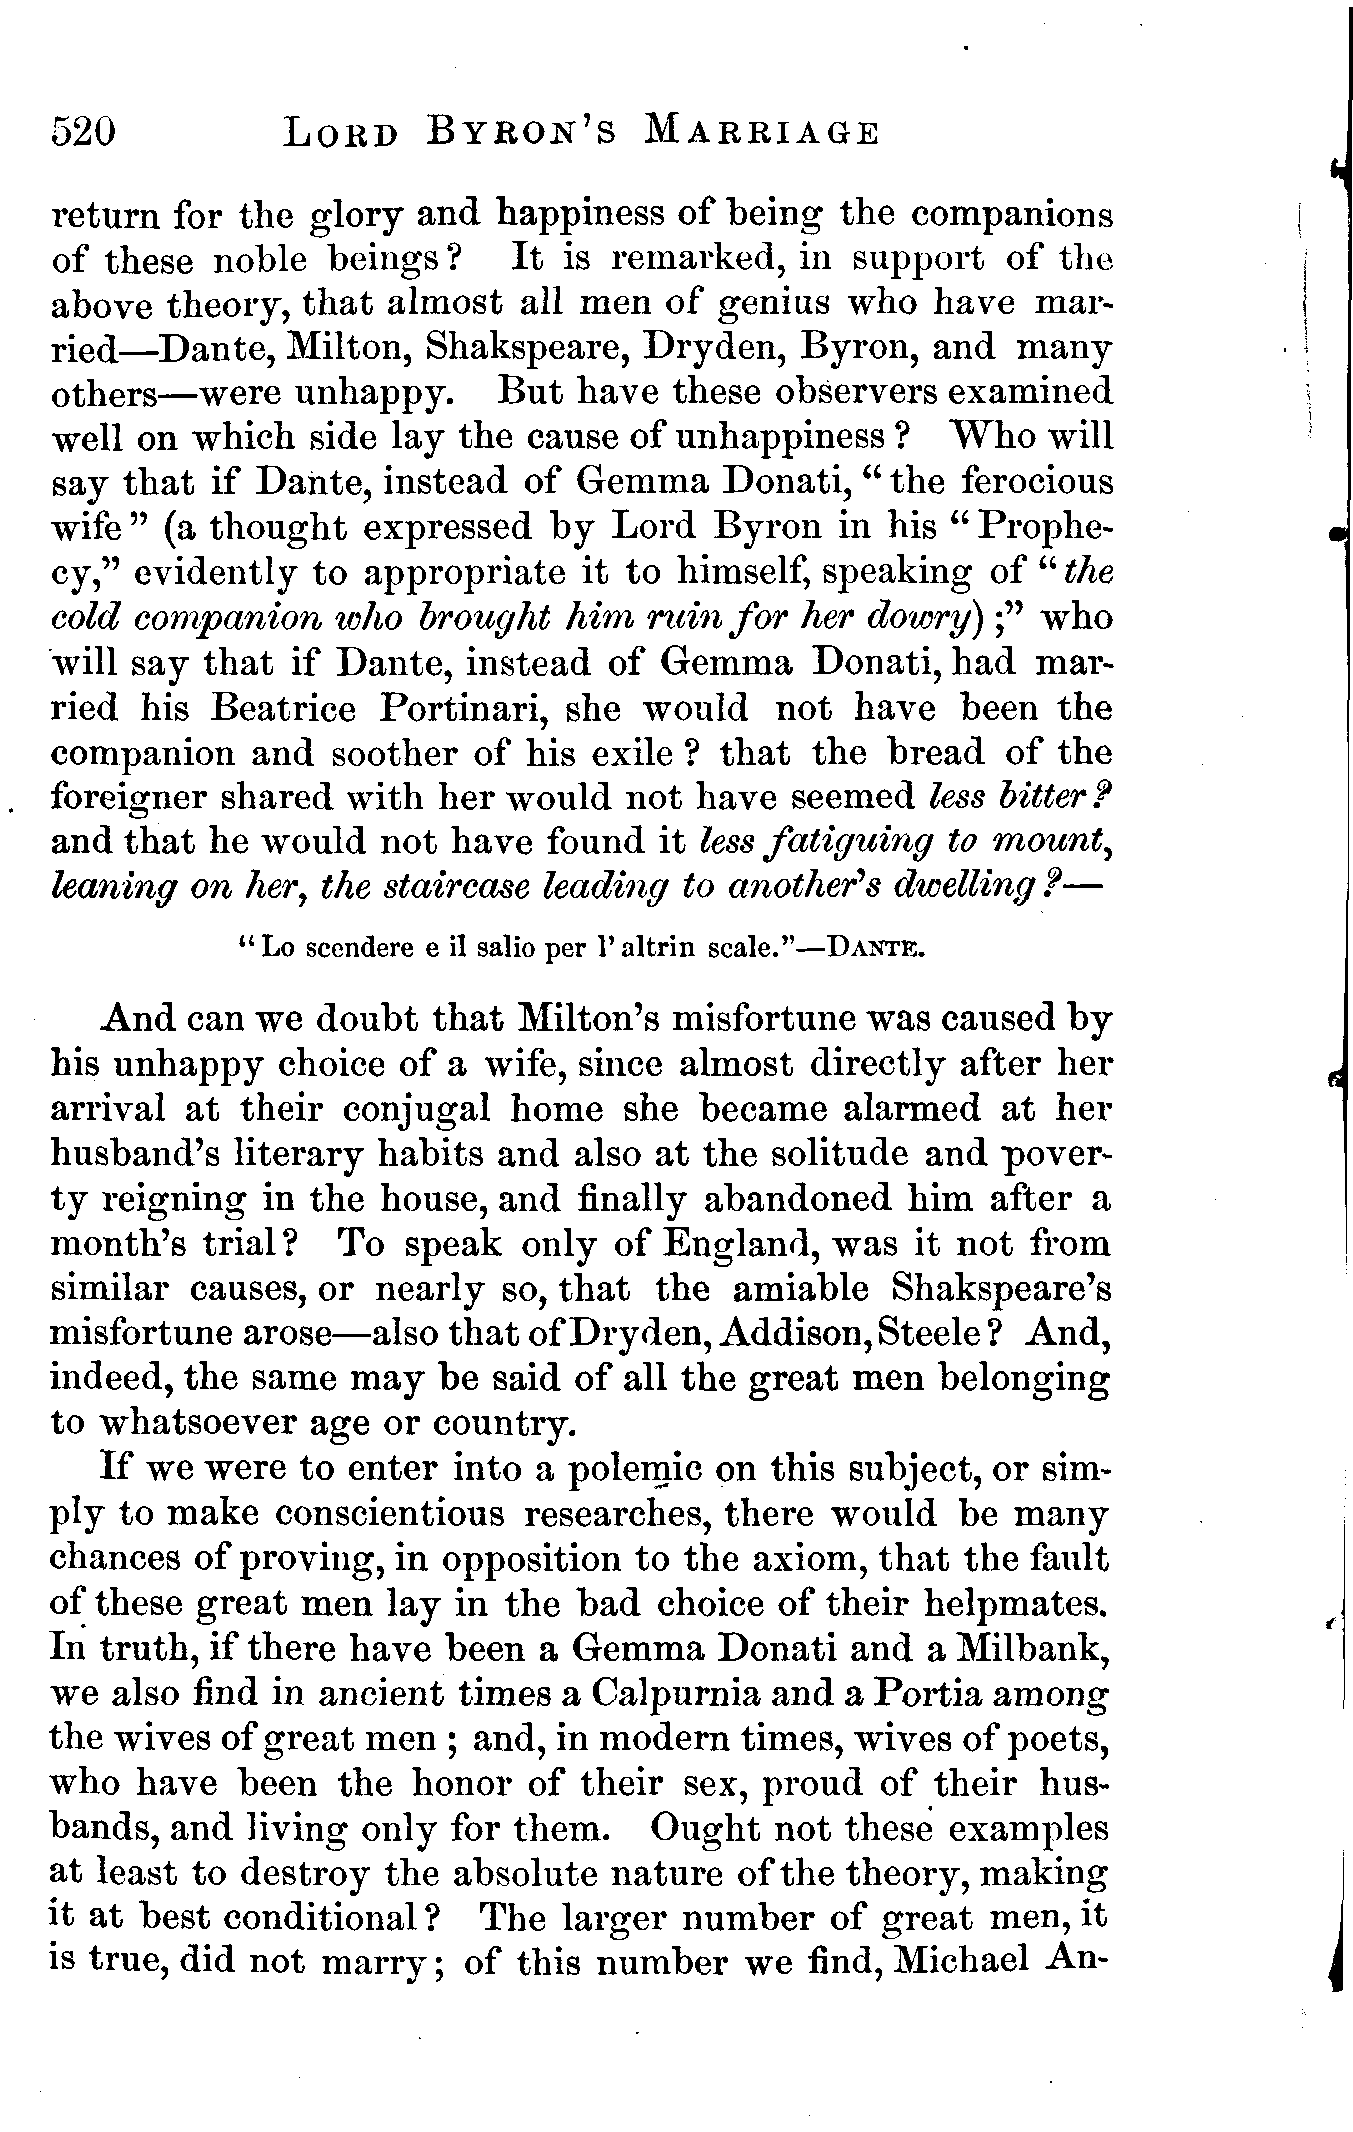 520 LORD BYRON'S MARRIAGE
return for the glory and happiness of being the companions
of these noble beings? It is remarked, in support of the
above theory, that almost all men of genius who have mar-
ried—Dante, Milton, Shakspeare, Dryden, Byron, and many
others—were unhappy. But have these observers examined
well on which side lay the cause of unhappiness? Who will
say that if Dante, instead of Gemma Donati, "the ferocious
wife" (a thought expressed by Lord Byron in his "Prophe-
cy," evidently to appropriate it to himself, speaking of "the
cold companion who brought him ruin for her dowry);" who
will say that if Dante, instead of Gemma Donati, had mar-
ried his Beatrice Portinari, she would not have been the
companion and soother of his exile? that the bread of the
foreigner shared with her would not have seemed less bitter?
and that he would not have found it less fatiguing to mount,
leaning on her, the staircase leading to another's dwelling?—
"Lo scendere e il salio per l' altrin scale."—DANTE.
And can we doubt that Milton's misfortune was caused by
his unhappy choice of a wife, since almost directly after her
arrival at their conjugal home she became alarmed at her
husband's literary habits and also at the solitude and pover-
ty reigning in the house, and finally abandoned him after a
month's trial? To speak only of England, was it not from
similar causes, or nearly so, that the amiable Shakspeare's
misfortune arose—also that of Dryden, Addison, Steele? And,
indeed, the same may be said of all the great men belonging
to whatsoever age or country.
If we were to enter into a polemic on this subject, or sim-
ply to make conscientious researches, there would be many
chances of proving, in opposition to the axiom, that the fault
of these great men lay in the bad choice of their helpmates.
In truth, if there have been a Gemma Donati and a Milbank,
we also find in ancient times a Calpurnia and a Portia among
the wives of great men; and, in modern times, wives of poets,
who have been the honor of their sex, proud of their hus-
bands, and living only for them. Ought not these examples
at least to destroy the absolute nature of the theory, making
it at best conditional? The larger number of great men, it
is true, did not marry; of this number we find, Michael An-